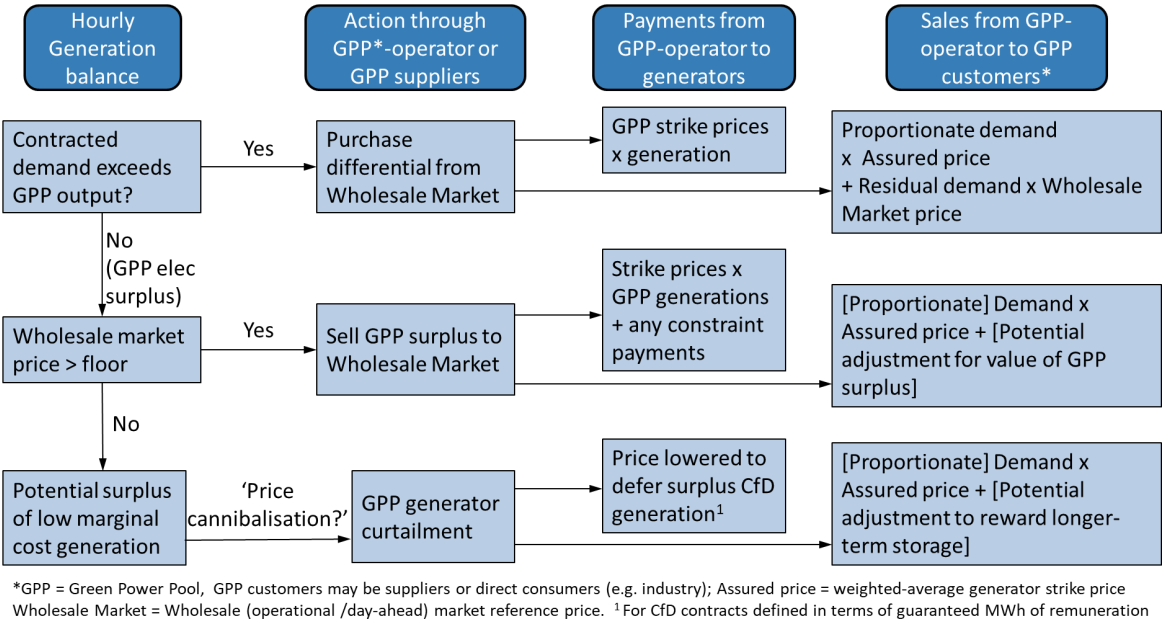 Hourly
Generation
balance
Action through
GPP*-operator or
GPP suppliers
Payments from
GPP-operator to
generators
Sales from GPP-
operator to GPP
customers*
Contracted
demand exceeds
GPP output?
Yes
Purchase
differential from
Wholesale Market
GPP strike prices
x generation
Proportionate demand
x  Assured price
+ Residual demand x Wholesale
Market price
No
(GPP elec
surplus)
Wholesale market
price > floor
Yes
Sell GPP surplus to
Wholesale Market
Strike prices x
GPP generations
+ any constraint
payments
[Proportionate] Demand x
Assured price + [Potential
adjustment for value of GPP
surplus]
No
Potential surplus
of low marginal
cost generation
‘Price
cannibalisation?’
GPP generator
curtailment
Price lowered to
defer surplus CfD
generation¹
[Proportionate] Demand x
Assured price + [Potential
adjustment to reward longer-
term storage]
*GPP = Green Power Pool,  GPP customers may be suppliers or direct consumers (e.g. industry); Assured price = weighted-average generator strike price
Wholesale Market = Wholesale (operational /day-ahead) market reference price.  ¹ For CfD contracts defined in terms of guaranteed MWh of remuneration